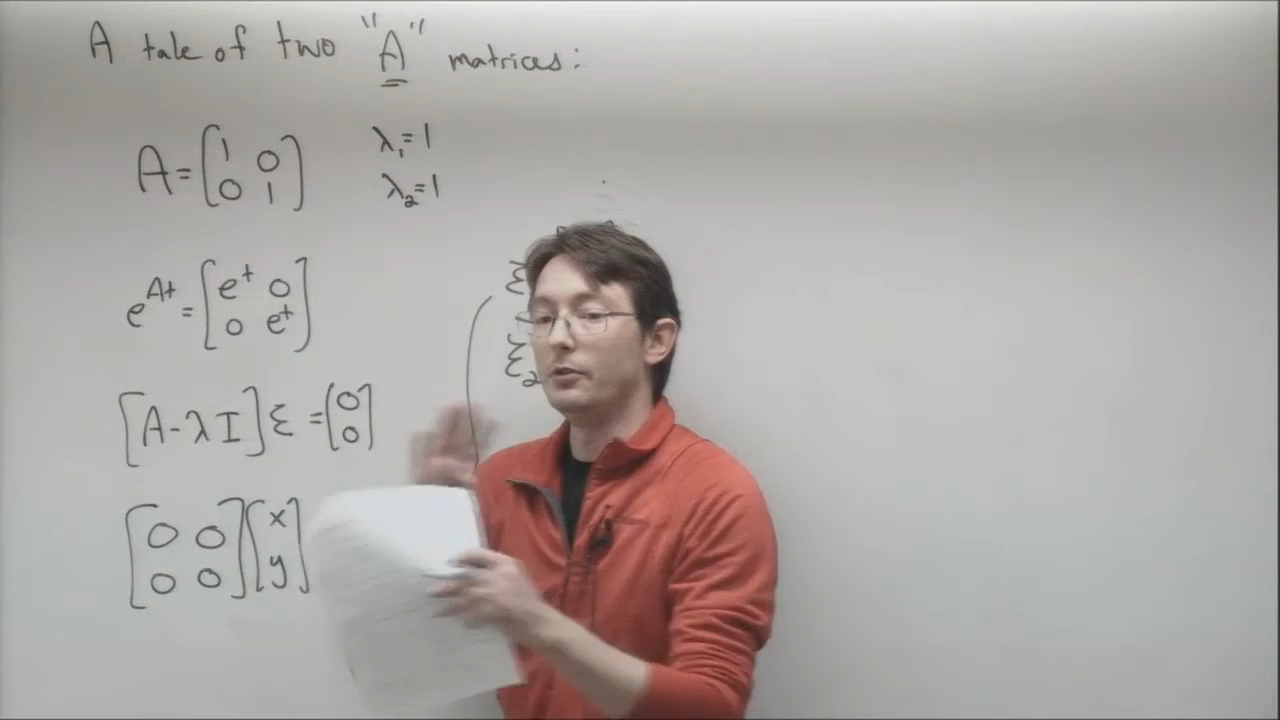 A tale of two "A" matrices:
A = [1 0; 0 1] λ₁=1
λ₂=1
e^{At} = [e^t 0; 0 e^t]
ξ
ξ₂
[A-λI]ξ = [0; 0]
[0 0; 0 0][x; y]